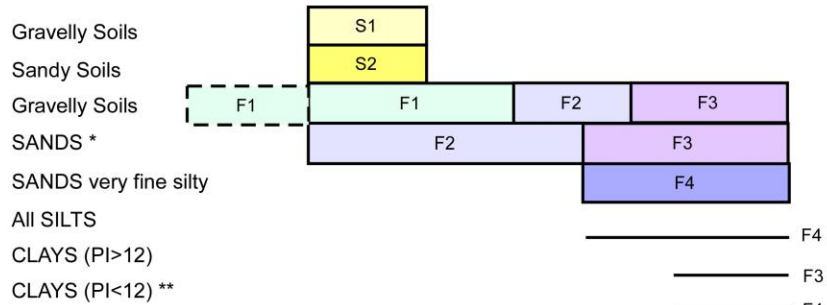 Gravelly Soils S1
Sandy Soils S2
Gravelly Soils F1 F1 F2 F3
SANDS * F2 F3
SANDS very fine silty F4
All SILTS
F4
CLAYS (PI>12)
F3
CLAYS (PI<12) **